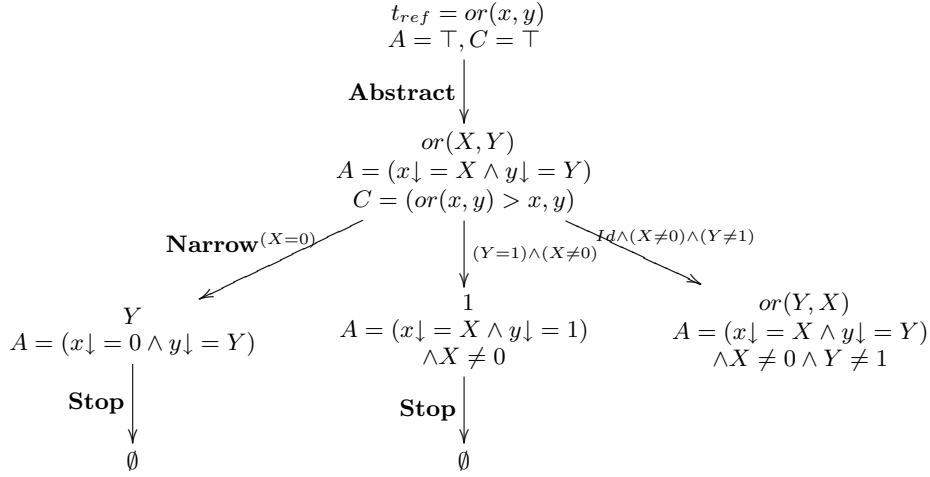 t_ref = or(x, y)
A = ⊤, C = ⊤
Abstract
or(X, Y)
A = (x↓ = X ∧ y↓ = Y)
C = (or(x, y) > x, y)
Narrow (X=0)
(Y=1)∧(X≠0)
Id∧(X≠0)∧(Y≠1)
Y
A = (x↓ = 0 ∧ y↓ = Y)
1
A = (x↓ = X ∧ y↓ = 1)
∧X ≠ 0
or(Y, X)
A = (x↓ = X ∧ y↓ = Y)
∧X ≠ 0 ∧ Y ≠ 1
Stop
Stop
∅
∅